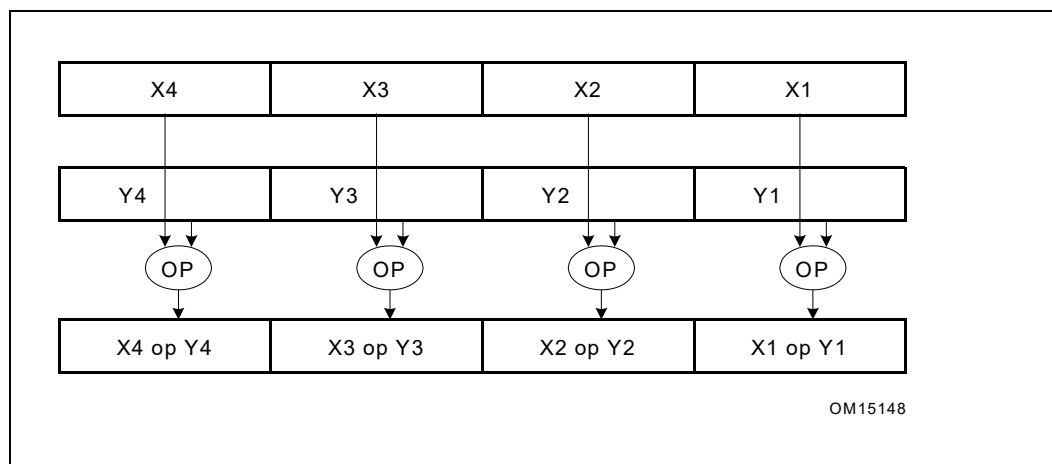 X4 X3 X2 X1
Y4 Y3 Y2 Y1
OP OP OP OP
X4 op Y4 X3 op Y3 X2 op Y2 X1 op Y1
OM15148